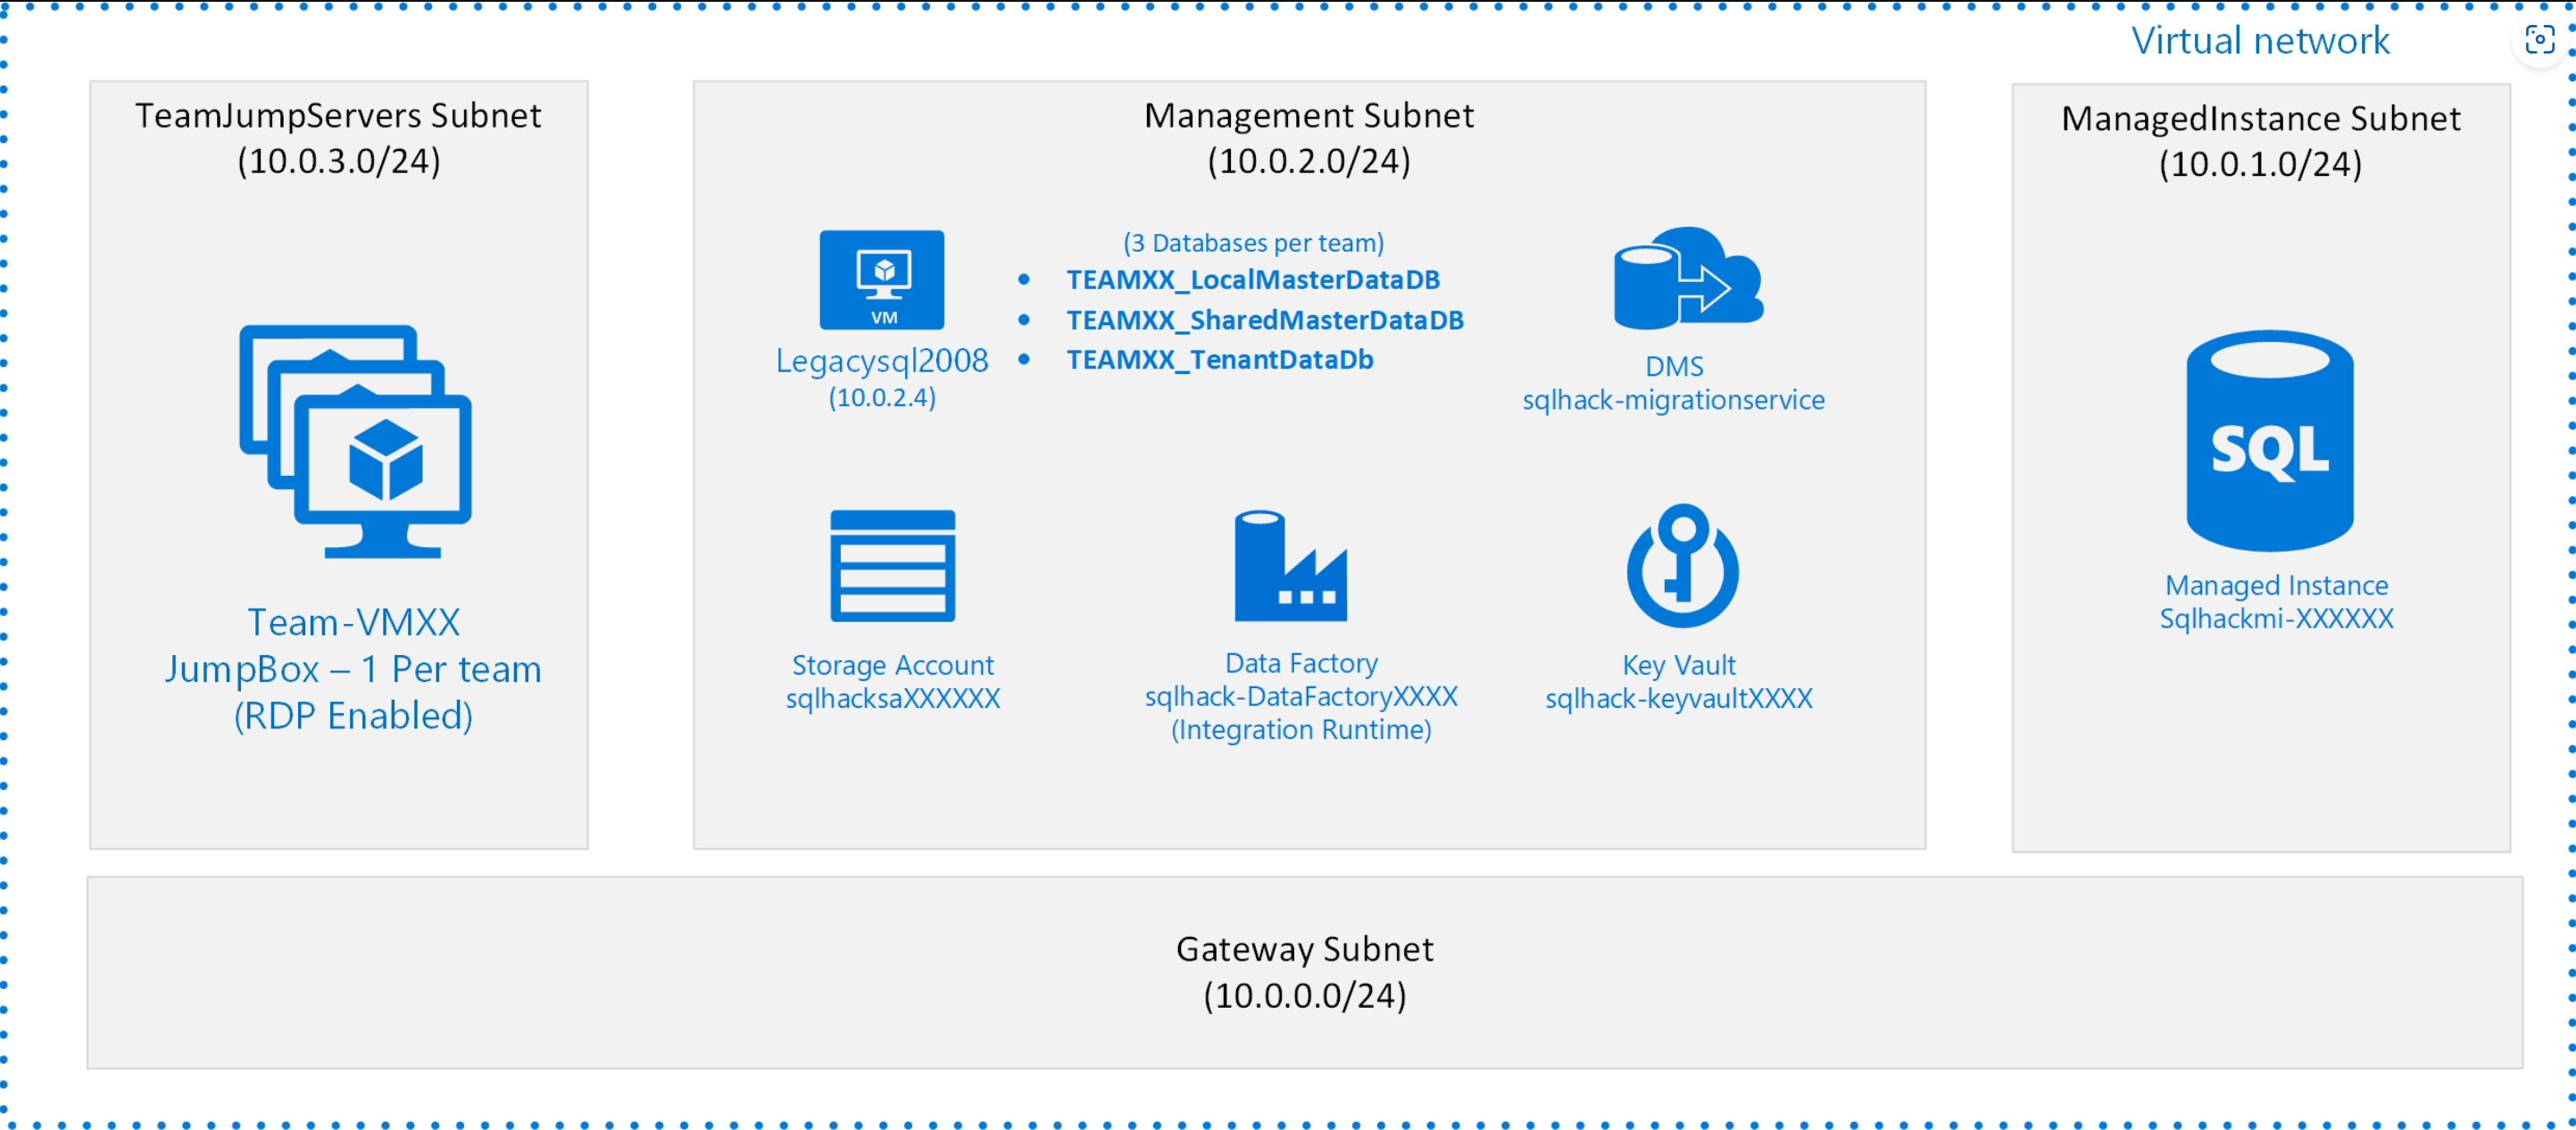 Virtual network
TeamJumpServers Subnet
(10.0.3.0/24)
Team-VMXX
JumpBox – 1 Per team
(RDP Enabled)
Management Subnet
(10.0.2.0/24)
VM
Legacysql2008
(10.0.2.4)
(3 Databases per team)
• TEAMXX_LocalMasterDataDB
• TEAMXX_SharedMasterDataDB
• TEAMXX_TenantDataDb
DMS
sqlhack-migrationservice
Storage Account
sqlhacksaXXXXXX
Data Factory
sqlhack-DataFactoryXXXX
(Integration Runtime)
Key Vault
sqlhack-keyvaultXXXX
ManagedInstance Subnet
(10.0.1.0/24)
SQL
Managed Instance
Sqlhackmi-XXXXXX
Gateway Subnet
(10.0.0.0/24)